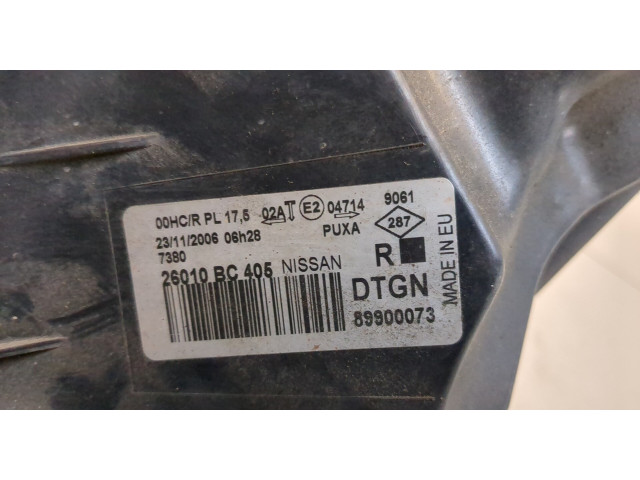 00HC/R PL 17,5 02A E2 04714 9061
23/11/2006 06h28 PUXA 287
7380 R
26010 BC 405 NISSAN DTGN
89900073
MADE IN EU